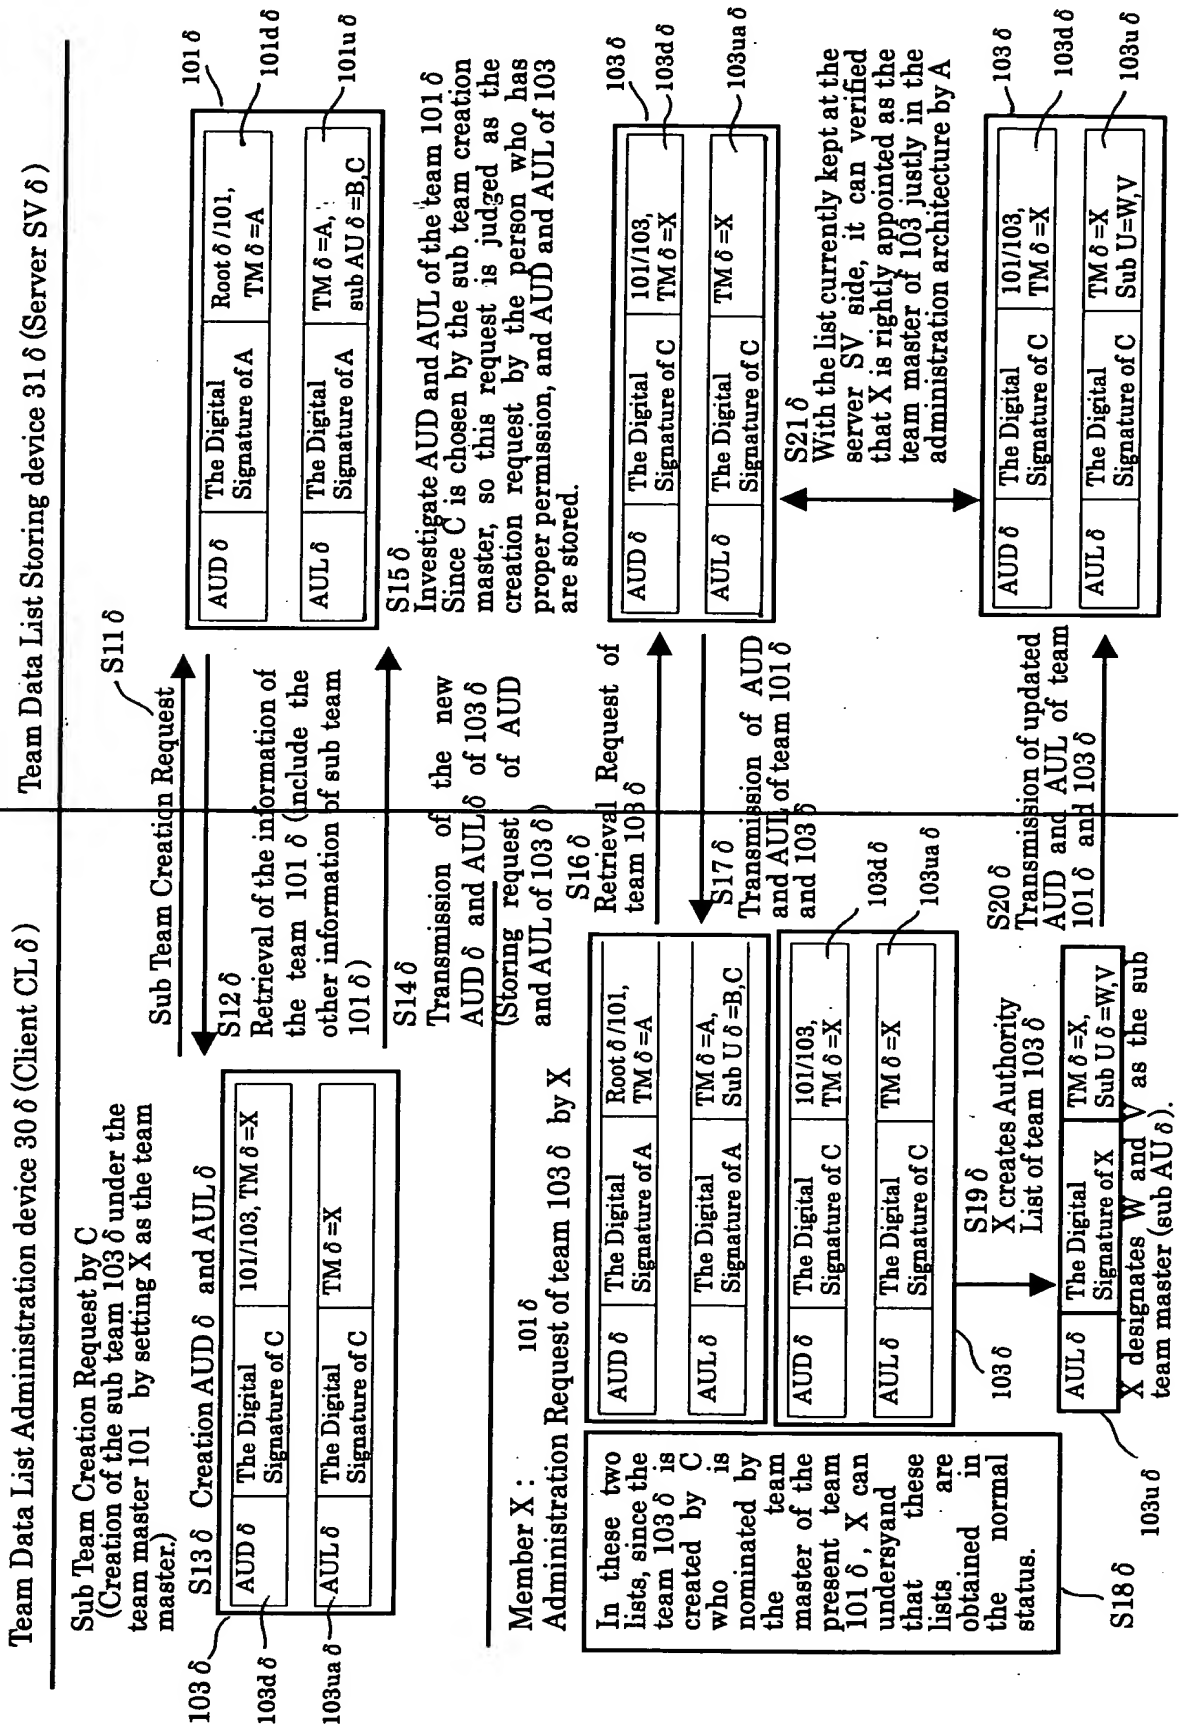 Team Data List Administration device 30 δ (Client CL δ)
Team Data List Storing device 31 δ (Server SV δ)
Sub Team Creation Request by C
(Creation of the sub team 103 δ under the
team master 101 by setting X as the team
master.)
S13 δ Creation AUD δ and AUL δ
103 δ
AUD δ
The Digital
Signature of C
101/103, TM δ =X
103d δ
AUL δ
The Digital
Signature of C
TM δ =X
103ua δ
Sub Team Creation Request
S11 δ
S12 δ
Retrieval of the information of
the team 101 δ (include the
other information of sub team
101 δ)
S14 δ
Transmission of the new
AUD δ and AUL δ of 103 δ
(Storing request of AUD
and AUL of 103 δ)
101 δ
AUD δ
The Digital
Signature of A
Root δ /101,
TM δ =A
101d δ
AUL δ
The Digital
Signature of A
TM δ =A,
sub AU δ =B,C
101u δ
S15 δ
Investigate AUD and AUL of the team 101 δ
Since C is chosen by the sub team creation
master, so this request is judged as the
creation request by the person who has
proper permission, and AUD and AUL of 103
are stored.
Member X :
Administration Request of team 103 δ by X
101 δ
AUD δ
The Digital
Signature of A
Root δ /101,
TM δ =A
AUL δ
The Digital
Signature of A
TM δ =A,
Sub U δ =B,C
AUD δ
The Digital
Signature of C
101/103,
TM δ =X
103d δ
AUL δ
The Digital
Signature of C
TM δ =X
103ua δ
103 δ
In these two
lists, since the
team 103 δ is
created by C
who is
nominated by
the team
master of the
present team
101 δ, X can
undersyand
that these
lists are
obtained in
the normal
status.
S18 δ
S16 δ
Retrieval Request of
team 103 δ
S17 δ
Transmission of AUD
and AUL of team 101 δ
and 103 δ
103 δ
AUD δ
The Digital
Signature of C
101/103,
TM δ =X
103d δ
AUL δ
The Digital
Signature of C
TM δ =X
103ua δ
S19 δ
X creates Authority
List of team 103 δ
AUL δ
The Digital
Signature of X
TM δ =X,
Sub U δ =W,V
103u δ
X designates W and V as the sub
team master (sub AU δ).
S20 δ
Transmission of updated
AUD and AUL of team
101 δ and 103 δ
S21 δ
With the list currently kept at the
server SV side, it can verified
that X is rightly appointed as the
team master of 103 justly in the
administration architecture by A
103 δ
AUD δ
The Digital
Signature of C
101/103,
TM δ =X
103d δ
AUL δ
The Digital
Signature of C
TM δ =X
Sub U=W,V
103u δ